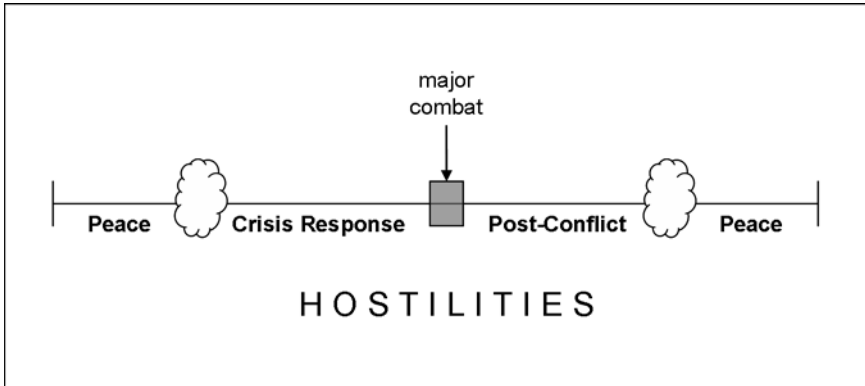 major
combat
Peace
Crisis Response
Post-Conflict
Peace
HOSTILITIES